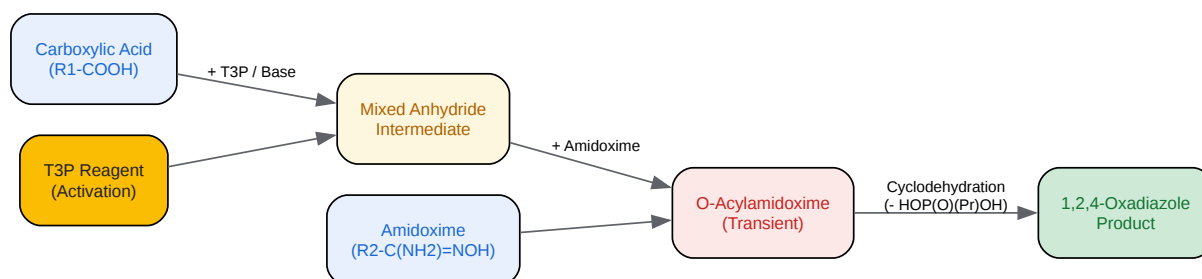 Carboxylic Acid
(R1-COOH)
+ T3P / Base
T3P Reagent
(Activation)
Mixed Anhydride
Intermediate
+ Amidoxime
Amidoxime
(R2-C(NH2)=NOH)
O-Acylamidoxime
(Transient)
Cyclodehydration
(- HOP(O)(Pr)OH)
1,2,4-Oxadiazole
Product